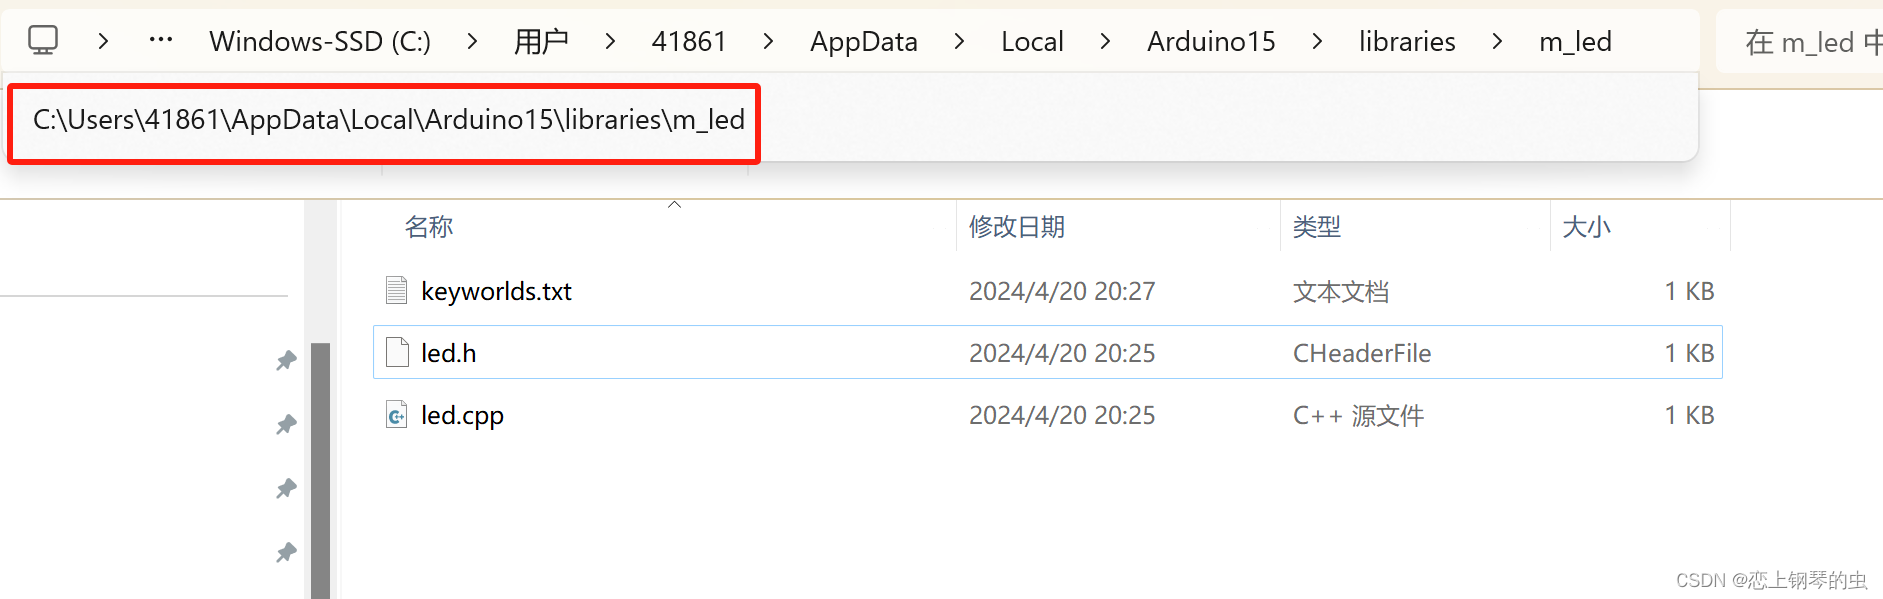 ··· Windows-SSD (C:) 用户 41861 AppData Local Arduino15 libraries m_led 在 m_led 中
C:\Users\41861\AppData\Local\Arduino15\libraries\m_led
名称 修改日期 类型 大小
keyworlds.txt 2024/4/20 20:27 文本文档 1 KB
led.h 2024/4/20 20:25 CHeaderFile 1 KB
led.cpp 2024/4/20 20:25 C++ 源文件 1 KB
CSDN @恋上钢琴的虫